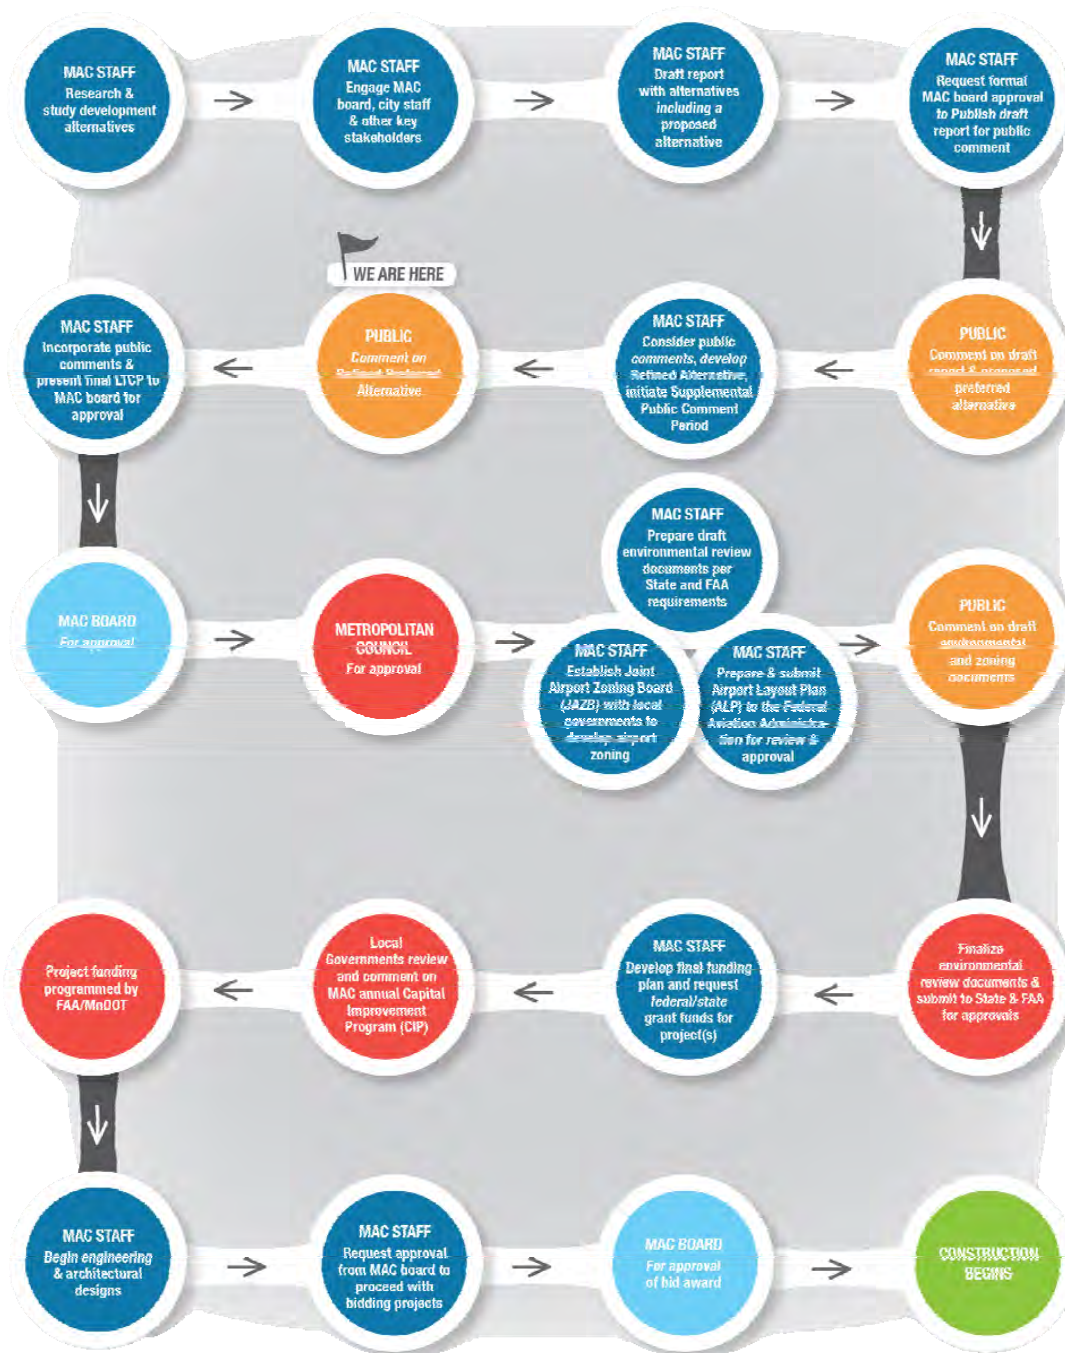 MAC STAFF
Research &
study development
alternatives
MAC STAFF
Engage MAC
board, city staff
& other key
stakeholders
MAC STAFF
Draft report
with alternatives
including a
proposed
alternative
MAC STAFF
Request formal
MAC board approval
to Publish draft
report for public
comment
PUBLIC
Comment on draft
report & proposed
preferred
alternative
MAC STAFF
Consider public
comments, develop
Refined Alternative,
initiate Supplemental
Public Comment
Period
WE ARE HERE
PUBLIC
Comment on
Refined Preferred
Alternative
MAC STAFF
Incorporate public
comments &
present final LTCP to
MAC board for
approval
MAC BOARD
For approval
METROPOLITAN
COUNCIL
For approval
MAC STAFF
Prepare draft
environmental review
documents per
State and FAA
requirements
MAC STAFF
Establish Joint
Airport Zoning Board
(JAZB) with local
governments to
develop airport
zoning
MAC STAFF
Prepare & submit
Airport Layout Plan
(ALP) to the Federal
Aviation Administra-
tion for review &
approval
PUBLIC
Comment on draft
environmental
and zoning
documents
Finalize
environmental
review documents &
submit to State & FAA
for approvals
MAC STAFF
Develop final funding
plan and request
federal/state
grant funds for
project(s)
Local
Governments review
and comment on
MAC annual Capital
Improvement
Program (CIP)
Project funding
programmed by
FAA/MnDOT
MAC STAFF
Begin engineering
& architectural
designs
MAC STAFF
Request approval
from MAC board to
proceed with
bidding projects
MAC BOARD
For approval
of bid award
CONSTRUCTION
BEGINS